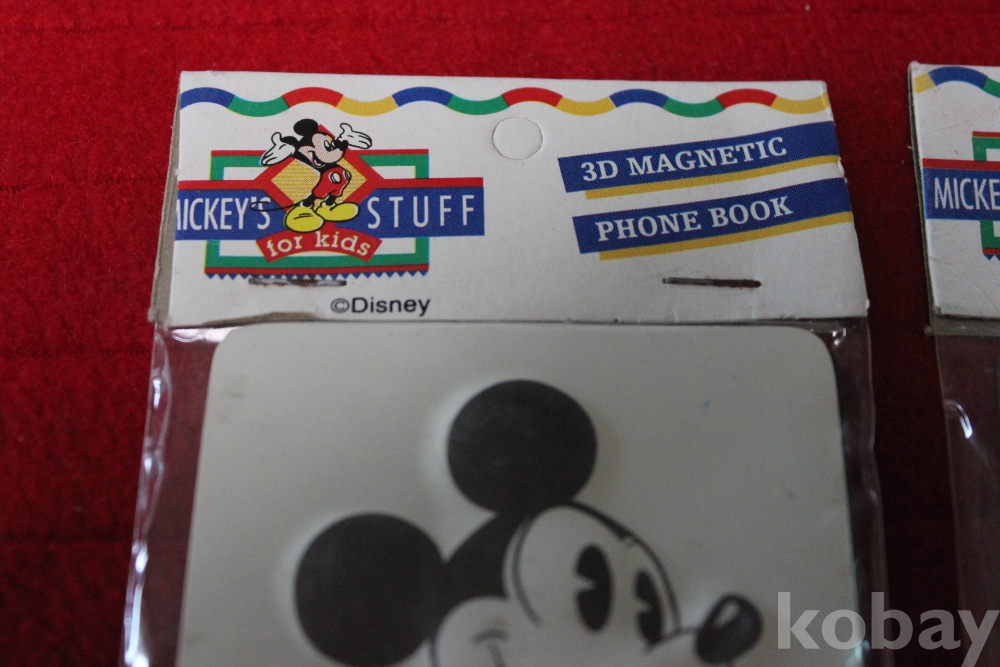 MICKEY'S STUFF
for kids
©Disney
3D MAGNETIC
PHONE BOOK
MICKE
kobay